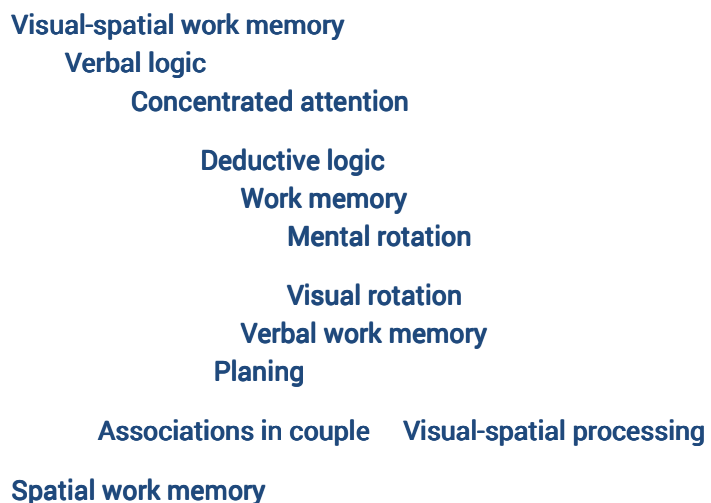 Visual-spatial work memory
Verbal logic
Concentrated attention
Deductive logic
Work memory
Mental rotation
Visual rotation
Verbal work memory
Planing
Associations in couple Visual-spatial processing
Spatial work memory